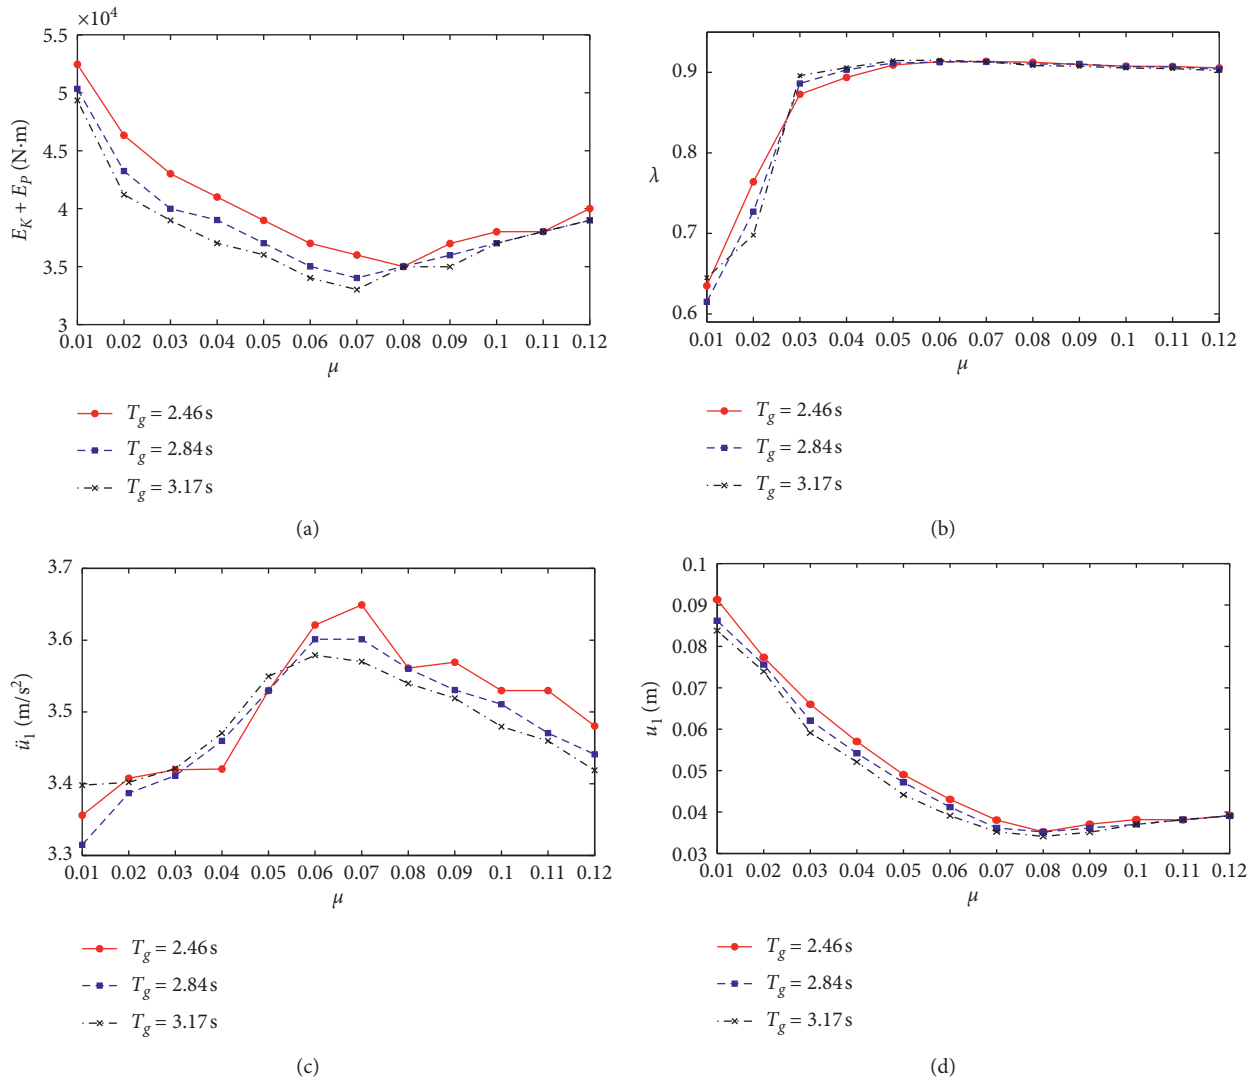 ×10⁴
5.5
5
4.5
4
3.5
3
E_K + E_P (N·m)
0.01 0.02 0.03 0.04 0.05 0.06 0.07 0.08 0.09 0.1 0.11 0.12
μ
T_g = 2.46 s
T_g = 2.84 s
T_g = 3.17 s
(a)
0.9
0.8
0.7
0.6
λ
0.01 0.02 0.03 0.04 0.05 0.06 0.07 0.08 0.09 0.1 0.11 0.12
μ
T_g = 2.46 s
T_g = 2.84 s
T_g = 3.17 s
(b)
3.7
3.6
3.5
3.4
3.3
ü₁ (m/s²)
0.01 0.02 0.03 0.04 0.05 0.06 0.07 0.08 0.09 0.1 0.11 0.12
μ
T_g = 2.46 s
T_g = 2.84 s
T_g = 3.17 s
(c)
0.1
0.09
0.08
0.07
0.06
0.05
0.04
0.03
u₁ (m)
0.01 0.02 0.03 0.04 0.05 0.06 0.07 0.08 0.09 0.1 0.11 0.12
μ
T_g = 2.46 s
T_g = 2.84 s
T_g = 3.17 s
(d)